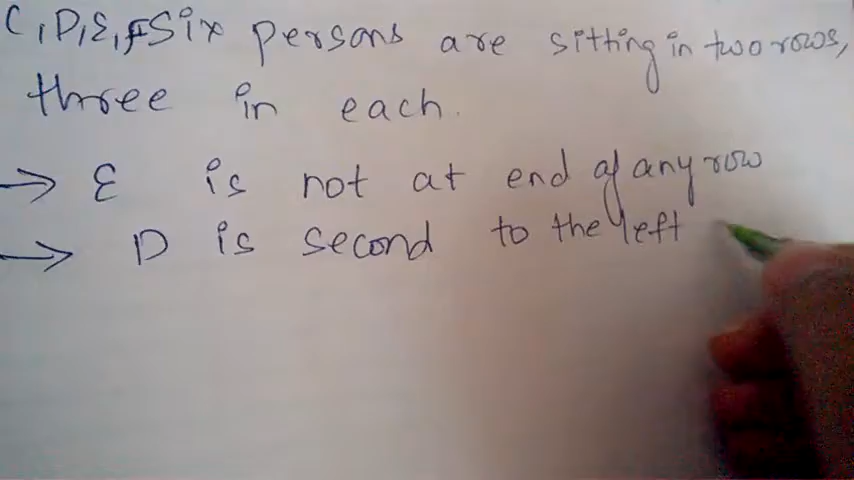 C,D,E,F Six persons are sitting in two rows,
three in each.
→ E is not at end of any row
→ D is second to the left